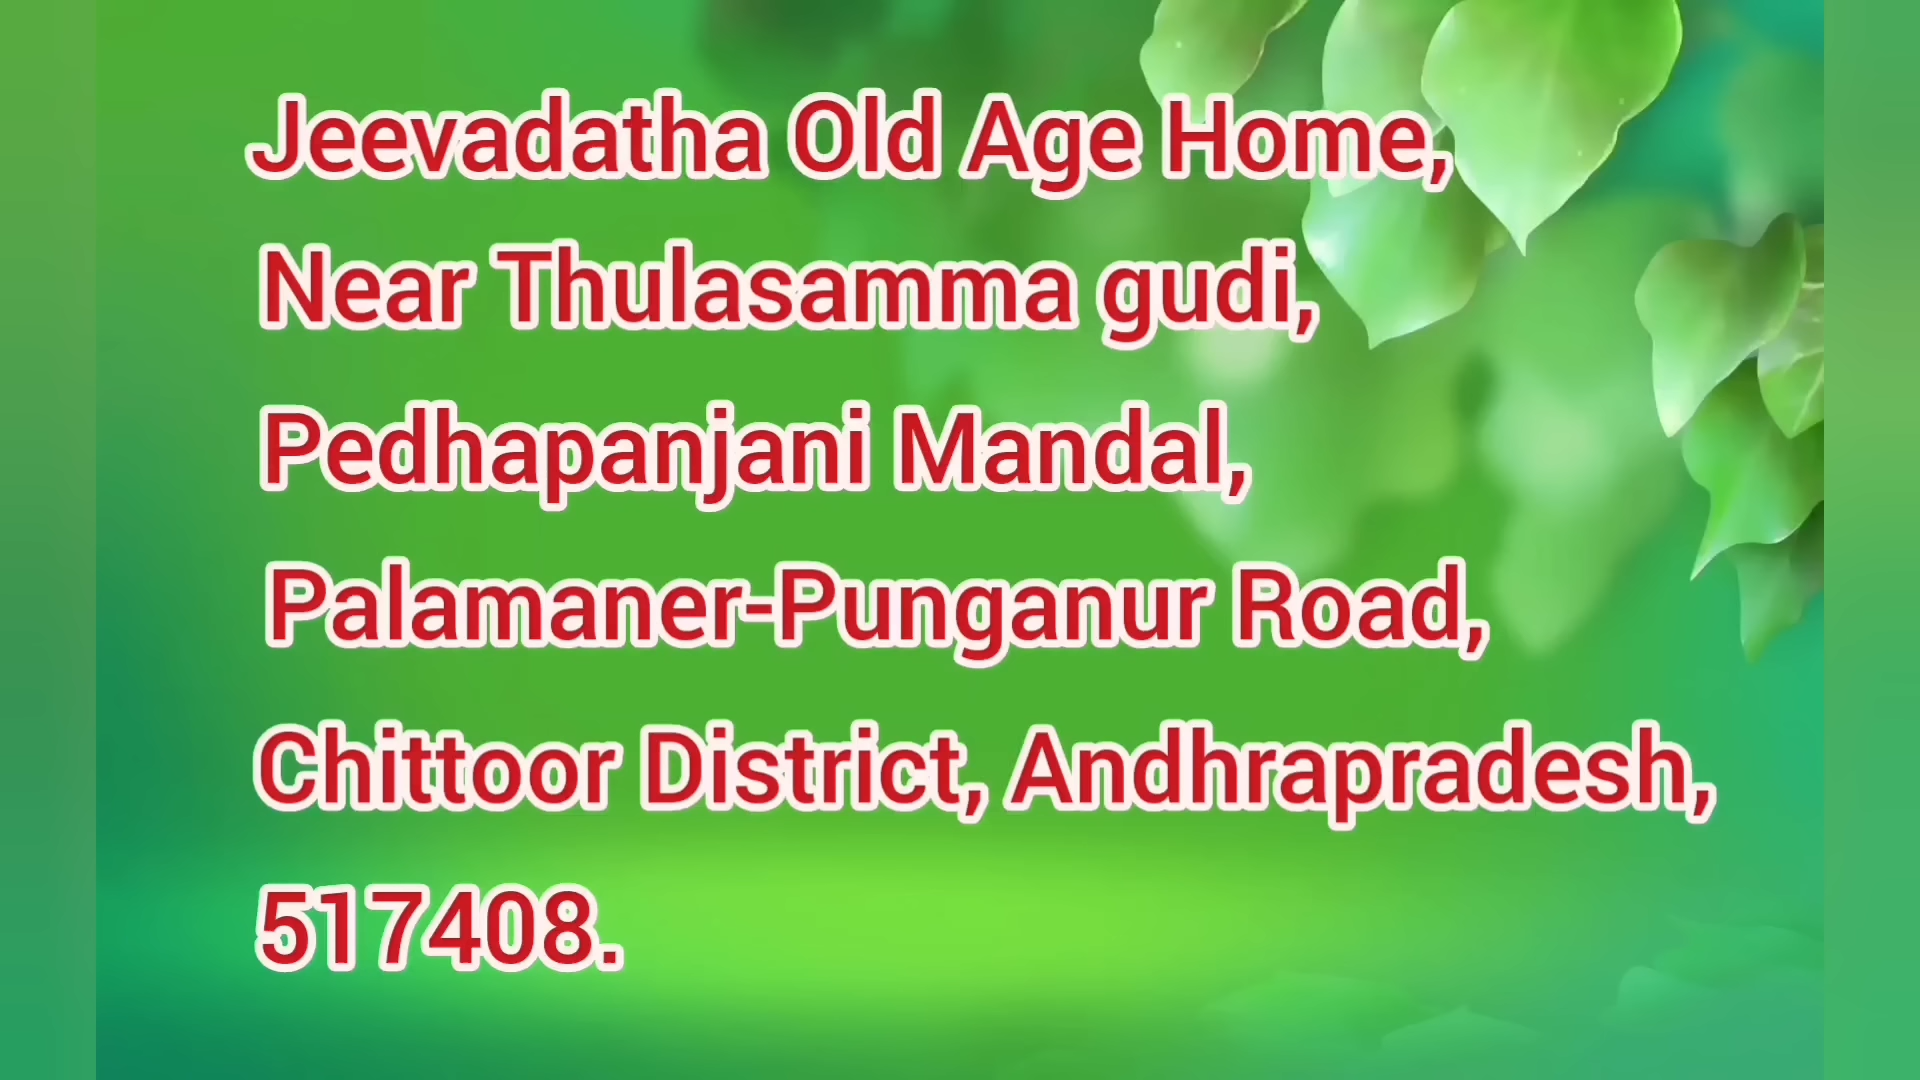 Jeevadatha Old Age Home,
Near Thulasamma gudi,
Pedhapanjani Mandal,
Palamaner-Punganur Road,
Chittoor District, Andhrapradesh,
517408.